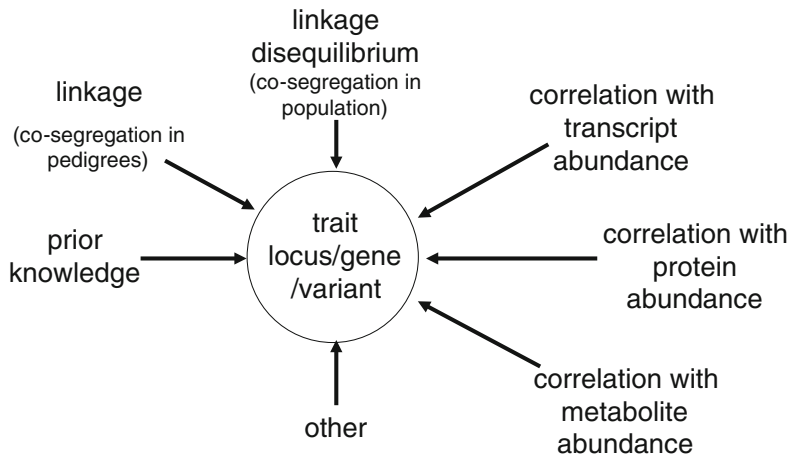 linkage
disequilibrium
(co-segregation in
population)
linkage
(co-segregation in
pedigrees)
correlation with
transcript
abundance
prior
knowledge
trait
locus/gene
/variant
correlation with
protein
abundance
other
correlation with
metabolite
abundance